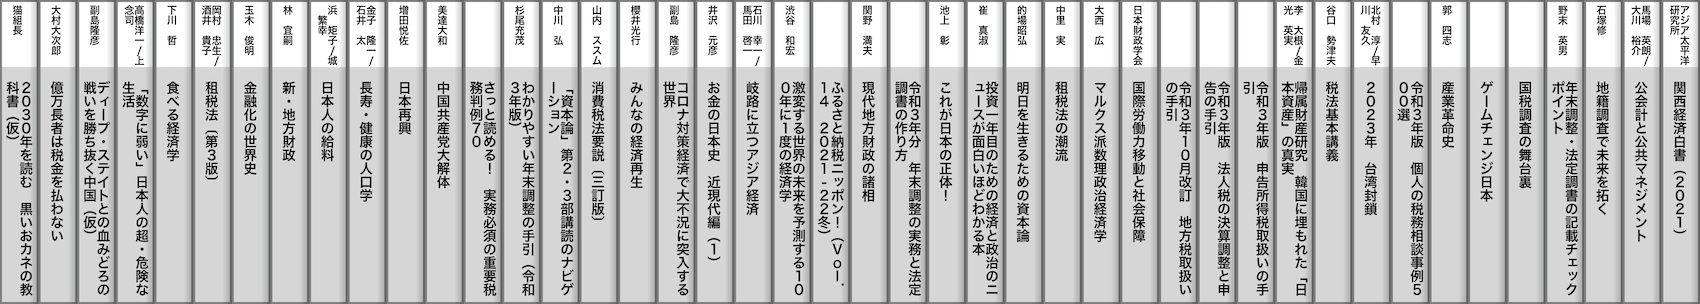 アジア太平洋
研究所
関西経済白書（２０２１）
馬場　英朗/
大川　裕介
公会計と公共マネジメント
石塚修
地籍調査で未来を拓く
野末　英男
年末調整・法定調書の記載チェック
ポイント
国税調査の舞台裏
ゲームチェンジ日本
郭　四志
産業革命史
令和３年版　個人の税務相談事例５
００選
北村　淳/早
川　友久
２０２３年　台湾封鎖
谷口　勢津夫
税法基本講義
李　大根/金
光　英実
帰属財産研究　韓国に埋もれた「日
本資産」の真実
令和３年版　申告所得税取扱いの手
引
令和３年版　法人税の決算調整と申
告の手引
令和３年１０月改訂　地方税取扱い
の手引
日本財政学会
国際労働力移動と社会保障
大西　広
マルクス派数理政治経済学
中里　実
租税法の潮流
的場昭弘
明日を生きるための資本論
崔　真淑
投資一年目のための経済と政治のニ
ュースが面白いほどわかる本
池上　彰
これが日本の正体！
令和３年分　年末調整の実務と法定
調書の作り方
関野　満夫
現代地方財政の諸相
ふるさと納税ニッポン！（Ｖｏｌ．
１４　２０２１-２２冬）
渋谷　和宏
激変する世界の未来を予測する１０
０年に１度の経済学
石川　幸一/
馬田　啓一
岐路に立つアジア経済
井沢　元彦
お金の日本史　近現代編（１）
副島　隆彦
コロナ対策経済で大不況に突入する
世界
櫻井光行
みんなの経済再生
山内　ススム
消費税法要説（三訂版）
中川　弘
「資本論」第２・３部講読のナビゲ
ーション
杉尾充茂
わかりやすい年末調整の手引（令和
３年版）
さっと読める！　実務必須の重要税
務判例７０
美達大和
中国共産党大解体
増田悦佐
日本再興
金子　隆一/
石井　太
長寿・健康の人口学
浜　矩子/城
繁幸
日本人の給料
林　宜嗣
新・地方財政
玉木　俊明
金融化の世界史
岡村　忠生/
酒井　貴子
租税法〔第３版〕
下川　哲
食べる経済学
高橋洋一/上
念司
「数字に弱い」日本人の超・危険な
生活
副島隆彦
ディープ・ステイトとの血みどろの
戦いを勝ち抜く中国（仮）
大村大次郎
億万長者は税金を払わない
猫組長
２０３０年を読む　黒いおカネの教
科書（仮）